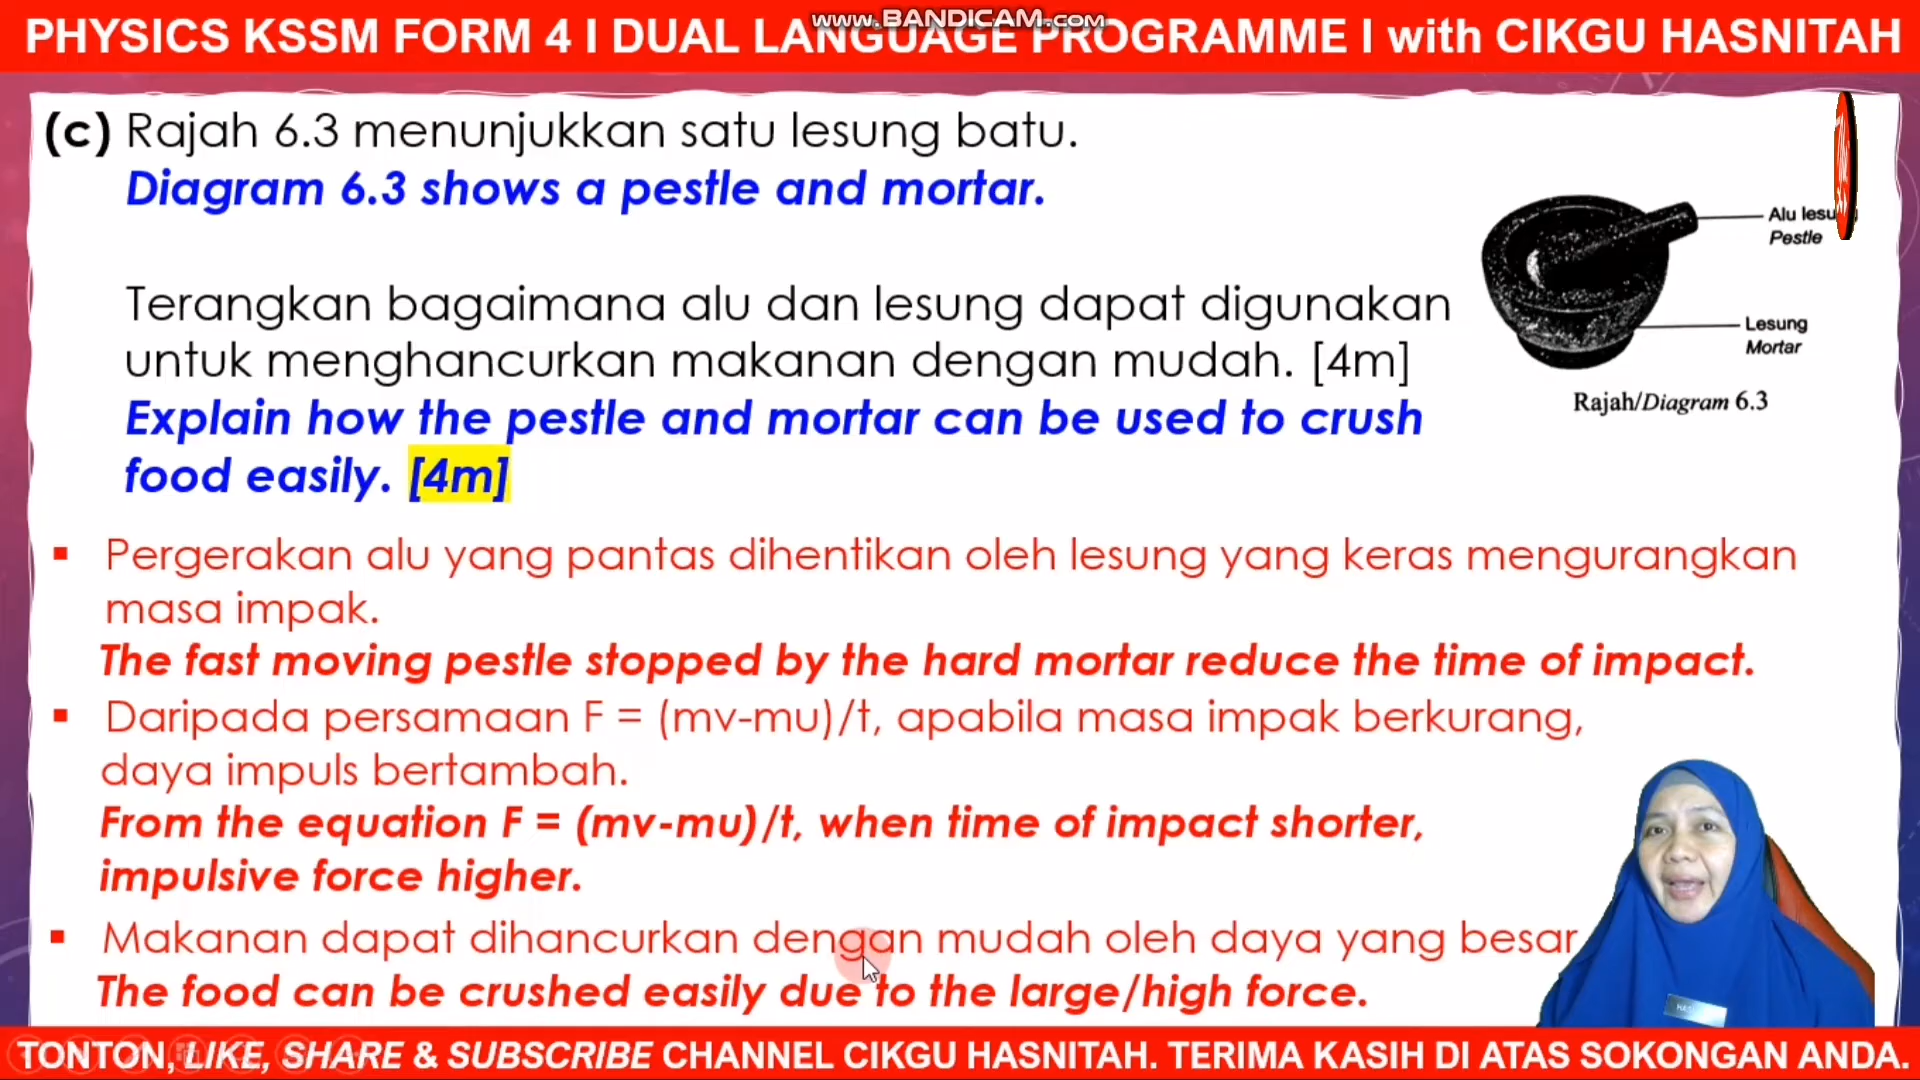 www.BANDICAM.com
PHYSICS KSSM FORM 4 I DUAL LANGUAGE PROGRAMME I with CIKGU HASNITAH
(c) Rajah 6.3 menunjukkan satu lesung batu.
Diagram 6.3 shows a pestle and mortar.
Terangkan bagaimana alu dan lesung dapat digunakan
untuk menghancurkan makanan dengan mudah. [4m]
Explain how the pestle and mortar can be used to crush
food easily. [4m]
Alu
Pestle
Lesung
Mortar
Rajah/Diagram 6.3
▪ Pergerakan alu yang pantas dihentikan oleh lesung yang keras mengurangkan
masa impak.
The fast moving pestle stopped by the hard mortar reduce the time of impact.
▪ Daripada persamaan F = (mv-mu)/t, apabila masa impak berkurang,
daya impuls bertambah.
From the equation F = (mv-mu)/t, when time of impact shorter,
impulsive force higher.
▪ Makanan dapat dihancurkan dengan mudah oleh daya yang besar
The food can be crushed easily due to the large/high force.
TONTON, LIKE, SHARE & SUBSCRIBE CHANNEL CIKGU HASNITAH. TERIMA KASIH DI ATAS SOKONGAN ANDA.